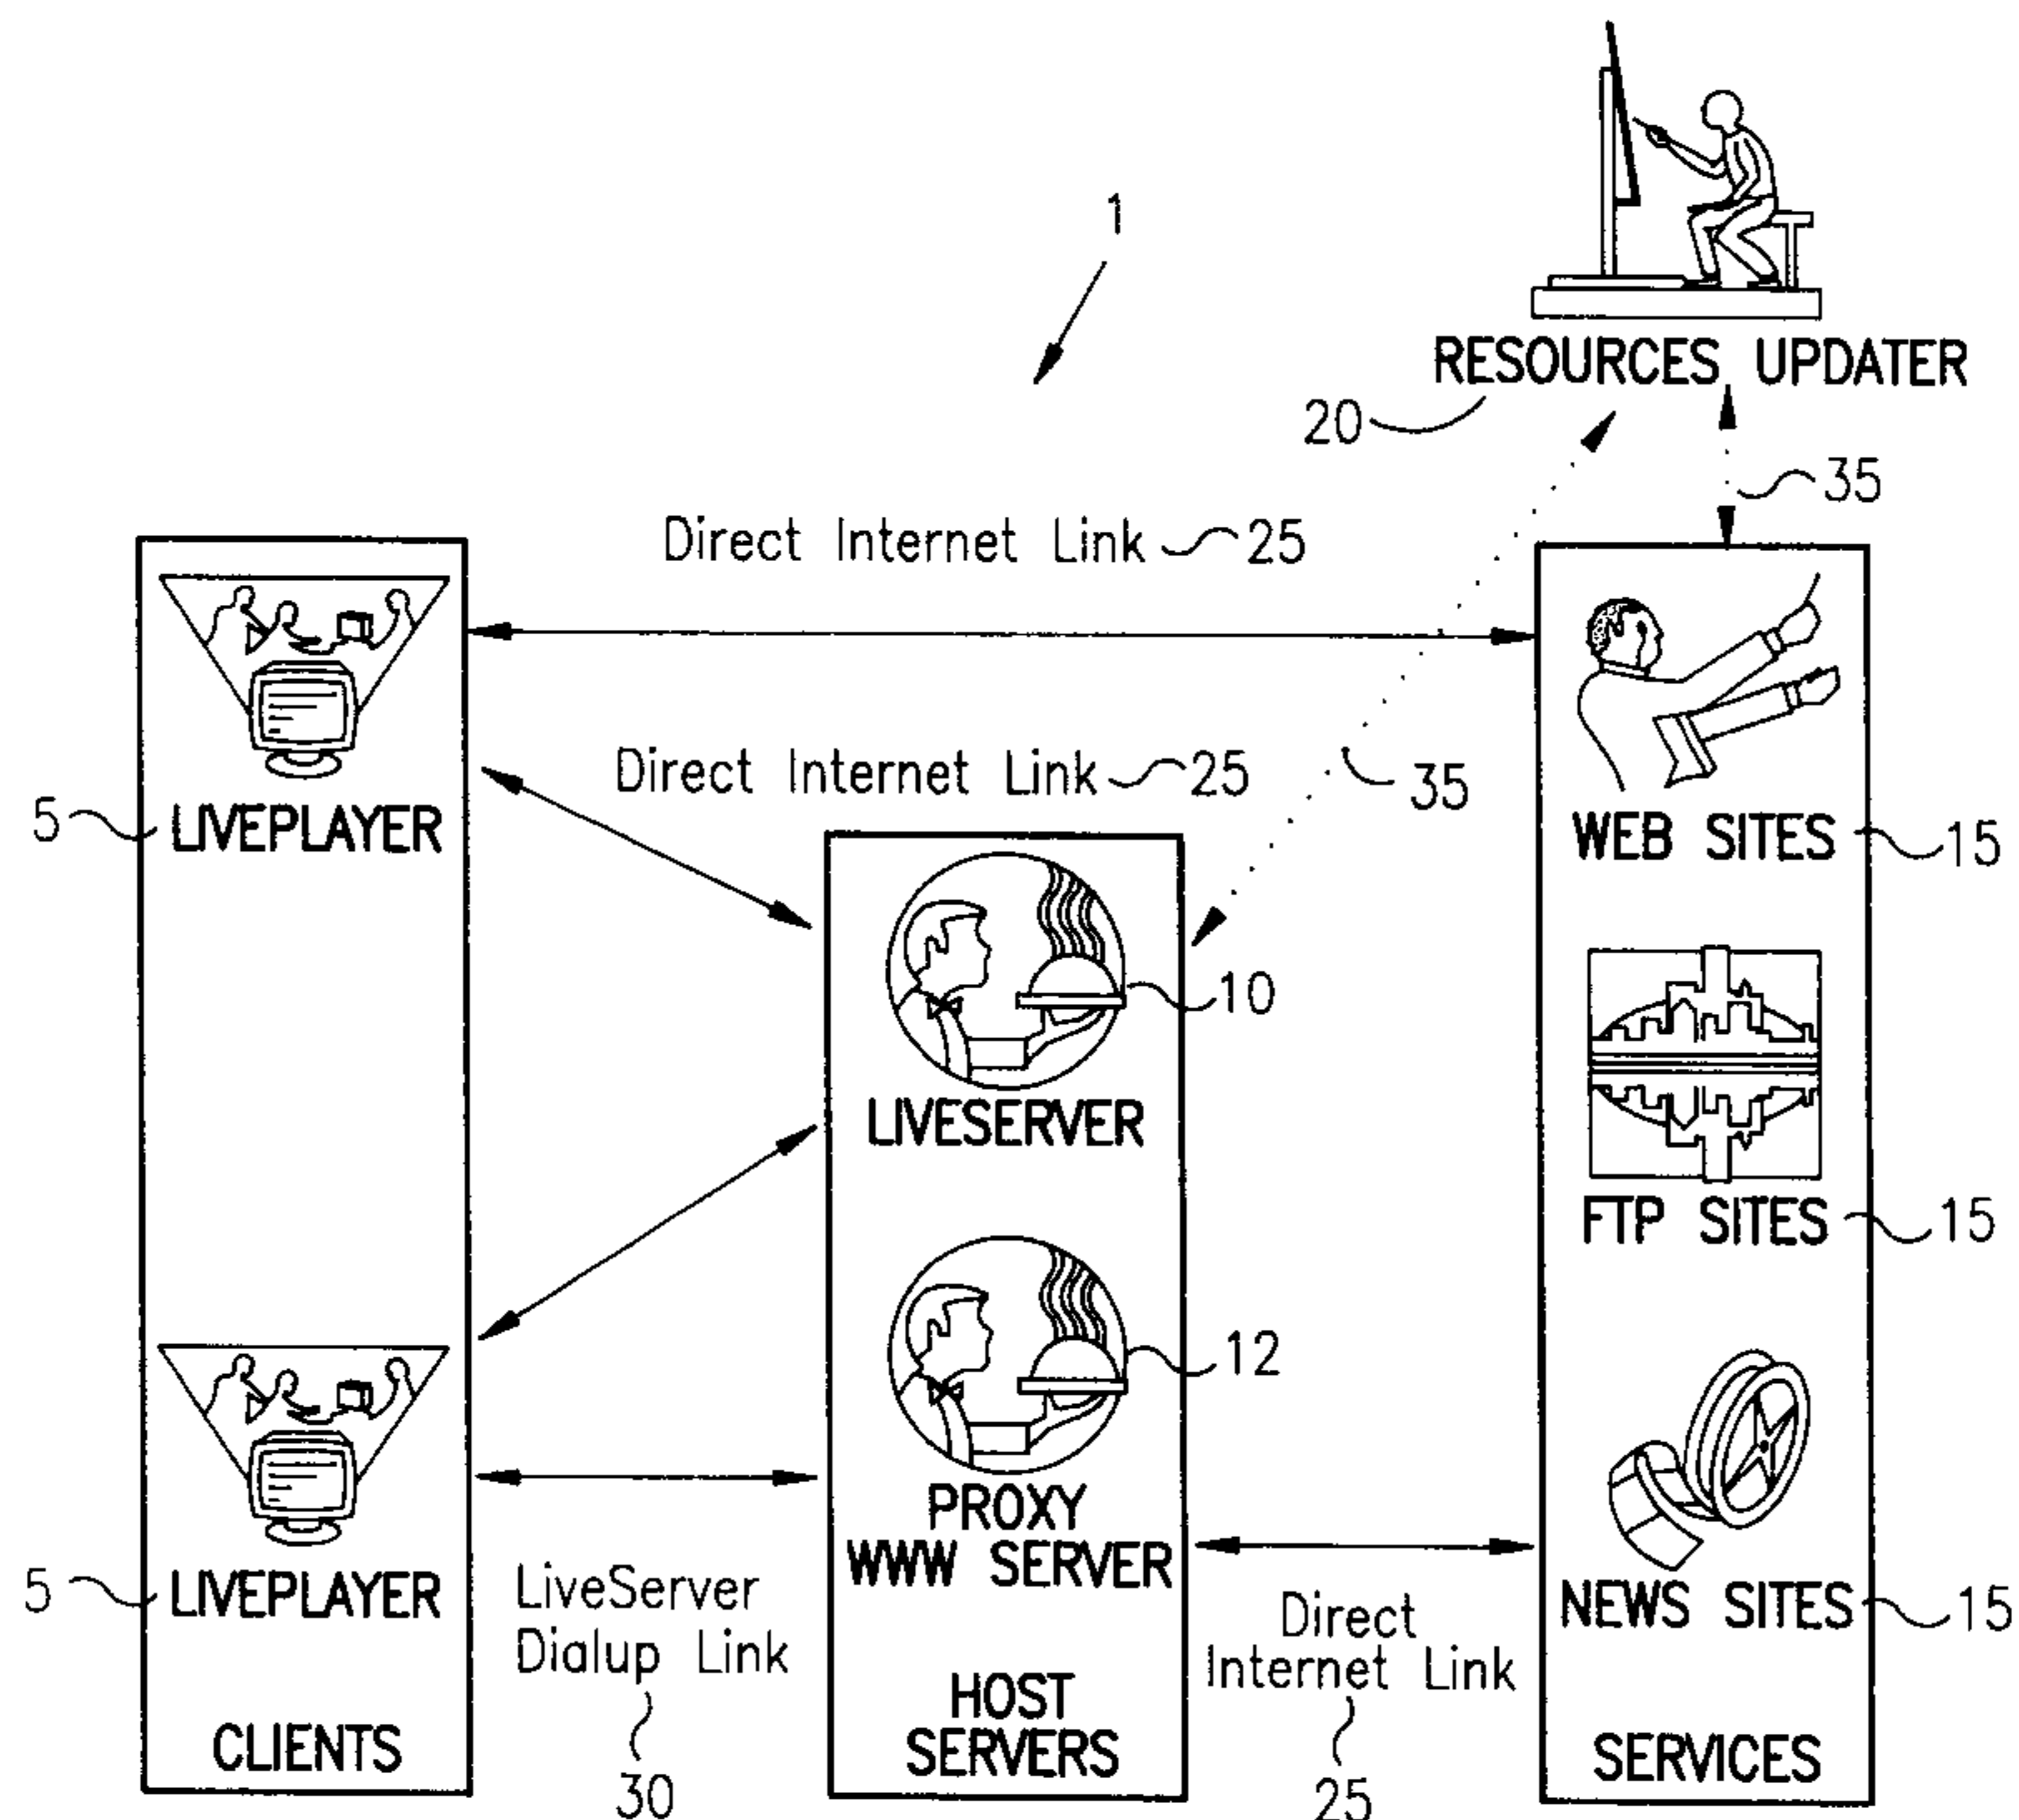 1
RESOURCES UPDATER
20
35
Direct Internet Link 25
Direct Internet Link 25
35
5 LIVEPLAYER
WEB SITES 15
10
LIVESERVER
FTP SITES 15
12
PROXY
WWW SERVER
5 LIVEPLAYER
LiveServer
Dialup Link
30
Direct
Internet Link
25
NEWS SITES 15
CLIENTS
HOST
SERVERS
SERVICES